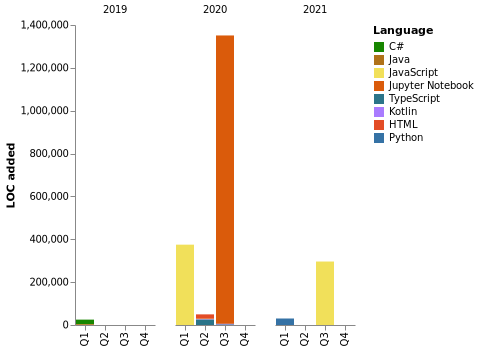 2019 2020 2021
1,400,000
1,200,000
1,000,000
800,000
600,000
400,000
200,000
0
LOC added
Q1 Q2 Q3 Q4 Q1 Q2 Q3 Q4 Q1 Q2 Q3 Q4
Language
C#
Java
JavaScript
Jupyter Notebook
TypeScript
Kotlin
HTML
Python